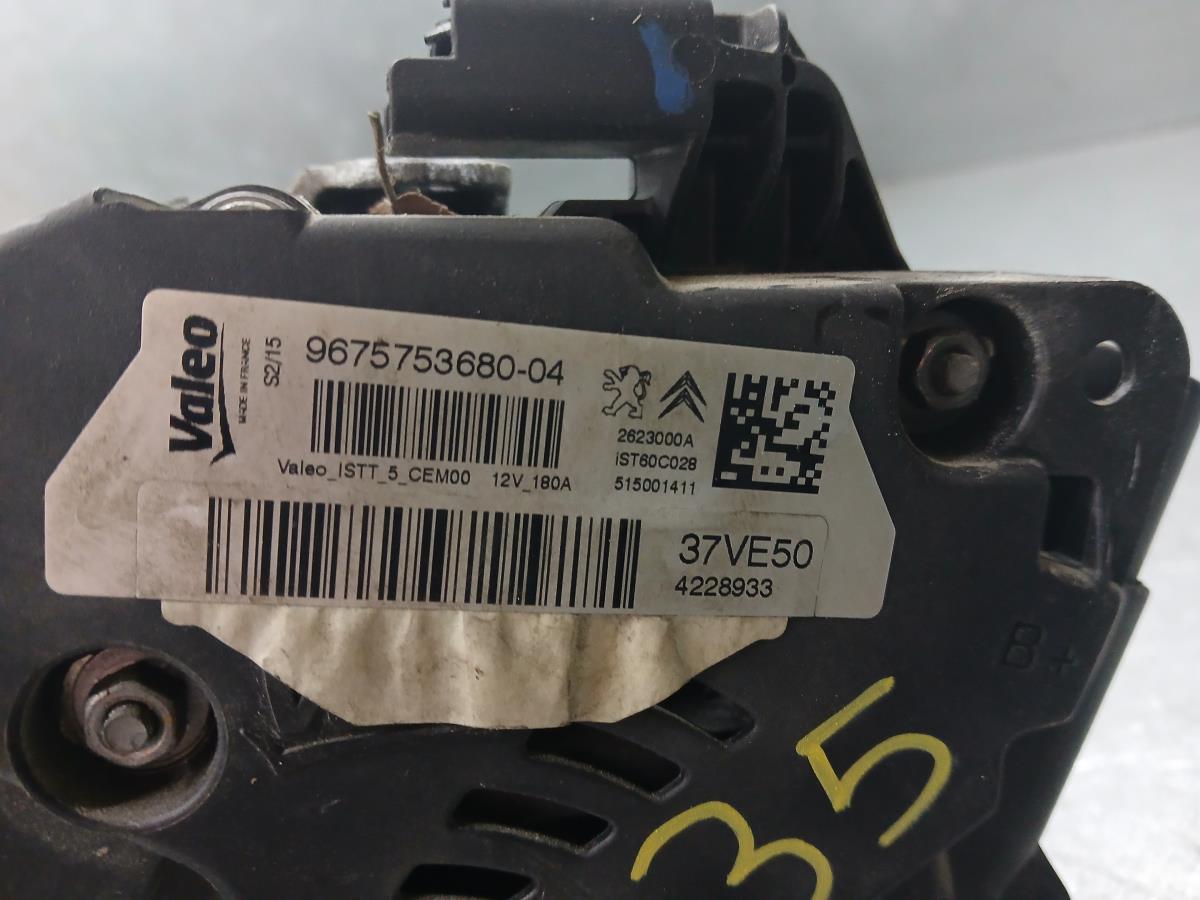 Valeo
MADE IN FRANCE
S2/15
9675753680-04
2623000A
iST60C028
515001411
Valeo_ISTT_5_CEM00 12V_180A
37VE50
4228933
B+
35